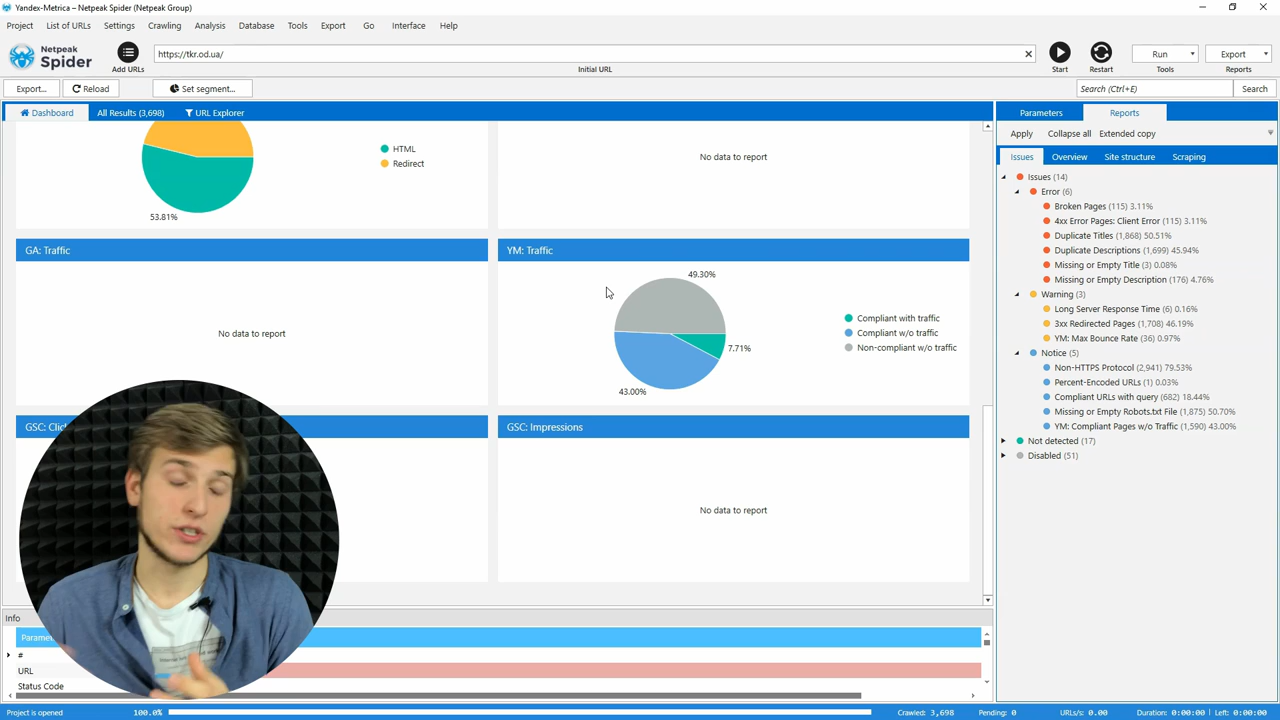 Yandex-Metrica – Netpeak Spider (Netpeak Group)
Project List of URLs Settings Crawling Analysis Database Tools Export Go Interface Help
Netpeak Spider
Add URLs
https://tkr.od.ua/
Initial URL
Start
Restart
Run
Tools
Export
Reports
Export... Reload Set segment... Search (Ctrl+E) Search
Dashboard All Results (3,698) URL Explorer
HTML
Redirect
53.81%
No data to report
GA: Traffic
No data to report
YM: Traffic
49.30%
Compliant with traffic
Compliant w/o traffic
Non-compliant w/o traffic
7.71%
43.00%
GSC: Clic
GSC: Impressions
No data to report
Info
Parame
#
URL
Status Code
Parameters Reports
Apply Collapse all Extended copy
Issues Overview Site structure Scraping
Issues (14)
Error (6)
Broken Pages (115) 3.11%
4xx Error Pages: Client Error (115) 3.11%
Duplicate Titles (1,868) 50.51%
Duplicate Descriptions (1,699) 45.94%
Missing or Empty Title (3) 0.08%
Missing or Empty Description (176) 4.76%
Warning (3)
Long Server Response Time (6) 0.16%
3xx Redirected Pages (1,708) 46.19%
YM: Max Bounce Rate (36) 0.97%
Notice (5)
Non-HTTPS Protocol (2,941) 79.53%
Percent-Encoded URLs (1) 0.03%
Compliant URLs with query (682) 18.44%
Missing or Empty Robots.txt File (1,875) 50.70%
YM: Compliant Pages w/o Traffic (1,590) 43.00%
Not detected (17)
Disabled (51)
Project is opened 100.0% Crawled: 3,698 Pending: 0 URLs/s: 0.00 Duration: 0:00:00 Left: 0:00:00